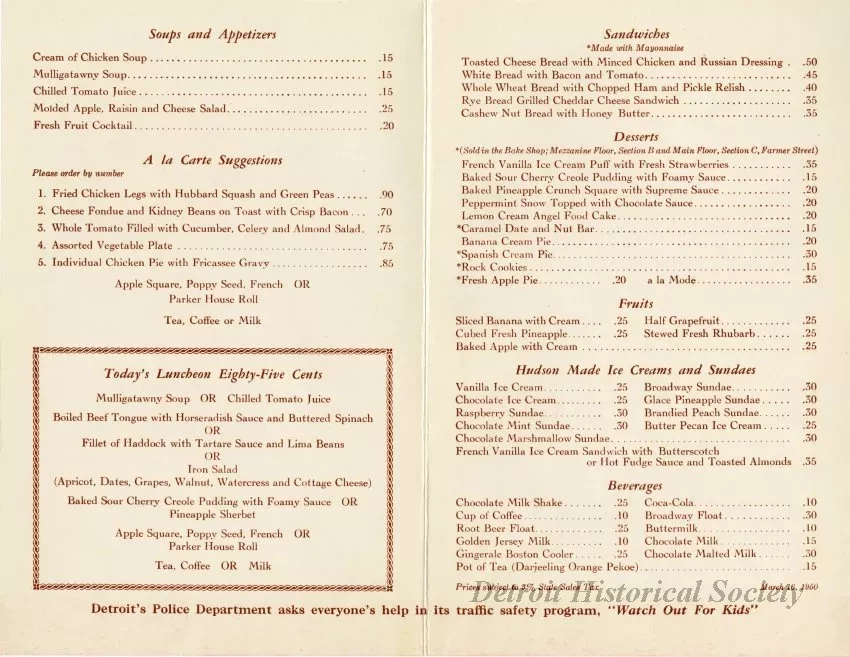 Soups and Appetizers
Cream of Chicken Soup .15
Mulligatawny Soup .15
Chilled Tomato Juice .15
Molded Apple, Raisin and Cheese Salad .25
Fresh Fruit Cocktail .20
A la Carte Suggestions
Please order by number
1. Fried Chicken Legs with Hubbard Squash and Green Peas .90
2. Cheese Fondue and Kidney Beans on Toast with Crisp Bacon .70
3. Whole Tomato Filled with Cucumber, Celery and Almond Salad .75
4. Assorted Vegetable Plate .75
5. Individual Chicken Pie with Fricassee Gravy .85
Apple Square, Poppy Seed, French OR
Parker House Roll
Tea, Coffee or Milk
Today's Luncheon Eighty-Five Cents
Mulligatawny Soup OR Chilled Tomato Juice
Boiled Beef Tongue with Horseradish Sauce and Buttered Spinach
OR
Fillet of Haddock with Tartare Sauce and Lima Beans
OR
Iron Salad
(Apricot, Dates, Grapes, Walnut, Watercress and Cottage Cheese)
Baked Sour Cherry Creole Pudding with Foamy Sauce OR
Pineapple Sherbet
Apple Square, Poppy Seed, French OR
Parker House Roll
Tea, Coffee OR Milk
Sandwiches
*Made with Mayonnaise
Toasted Cheese Bread with Minced Chicken and Russian Dressing .50
White Bread with Bacon and Tomato .45
Whole Wheat Bread with Chopped Ham and Pickle Relish .40
Rye Bread Grilled Cheddar Cheese Sandwich .35
Cashew Nut Bread with Honey Butter .35
Desserts
*(Sold in the Bake Shop; Mezzanine Floor, Section B and Main Floor, Section C, Farmer Street)
French Vanilla Ice Cream Puff with Fresh Strawberries .35
Baked Sour Cherry Creole Pudding with Foamy Sauce .15
Baked Pineapple Crunch Square with Supreme Sauce .20
Peppermint Snow Topped with Chocolate Sauce .20
Lemon Cream Angel Food Cake .20
*Caramel Date and Nut Bar .15
Banana Cream Pie .20
*Spanish Cream Pie .30
*Rock Cookies .15
*Fresh Apple Pie .20 a la Mode .35
Fruits
Sliced Banana with Cream .25 Half Grapefruit .25
Cubed Fresh Pineapple .25 Stewed Fresh Rhubarb .25
Baked Apple with Cream .25
Hudson Made Ice Creams and Sundaes
Vanilla Ice Cream .25 Broadway Sundae .30
Chocolate Ice Cream .25 Glace Pineapple Sundae .30
Raspberry Sundae .30 Brandied Peach Sundae .30
Chocolate Mint Sundae .30 Butter Pecan Ice Cream .25
Chocolate Marshmallow Sundae .30
French Vanilla Ice Cream Sandwich with Butterscotch
or Hot Fudge Sauce and Toasted Almonds .35
Beverages
Chocolate Milk Shake .25 Coca-Cola .10
Cup of Coffee .10 Broadway Float .30
Root Beer Float .25 Buttermilk .10
Golden Jersey Milk .10 Chocolate Milk .15
Gingerale Boston Cooler .25 Chocolate Malted Milk .30
Pot of Tea (Darjeeling Orange Pekoe) .15
Prices subject to 3% State Sales Tax March 16, 1950
Detroit Historical Society
Detroit's Police Department asks everyone's help in its traffic safety program, "Watch Out For Kids"